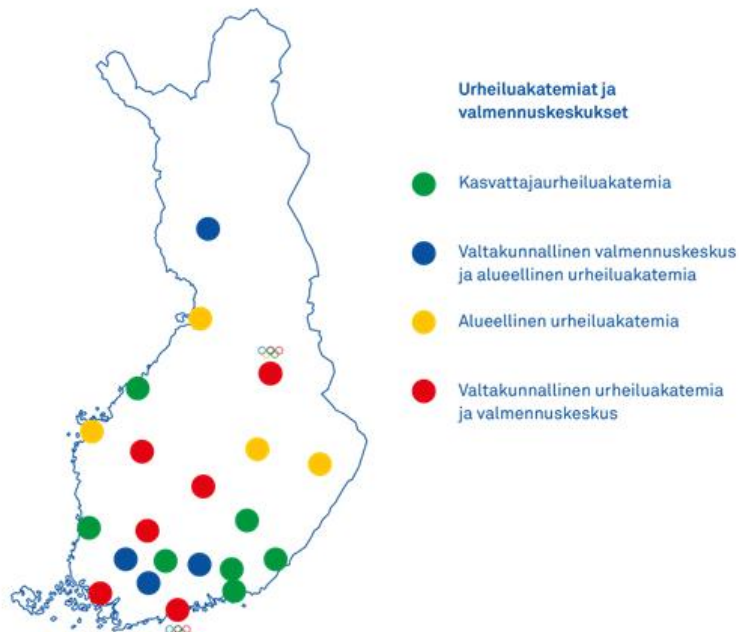 Urheiluakatemiat ja
valmennuskeskukset
Kasvattajaurheiluakatemia
Valtakunnallinen valmennuskeskus
ja alueellinen urheiluakatemia
Alueellinen urheiluakatemia
Valtakunnallinen urheiluakatemia
ja valmennuskeskus